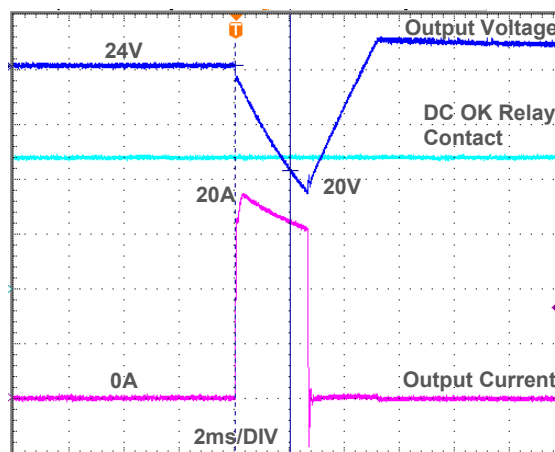 T
Output Voltage
24V
DC OK Relay
Contact
20A
20V
0A
Output Current
2ms/DIV